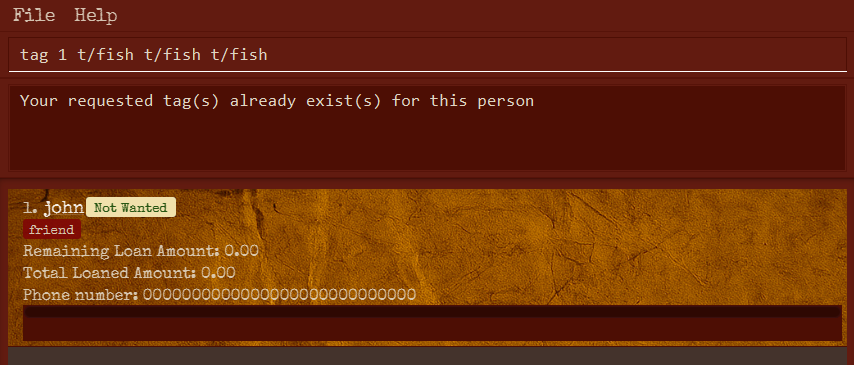 File Help
tag 1 t/fish t/fish t/fish
Your requested tag(s) already exist(s) for this person
1. john Not Wanted
friend
Remaining Loan Amount: 0.00
Total Loaned Amount: 0.00
Phone number: 00000000000000000000000000000